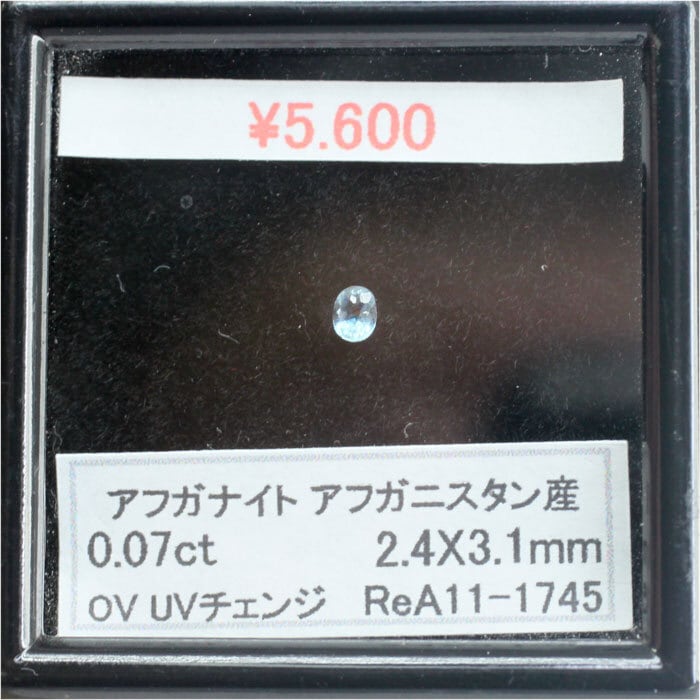 ¥5.600
アフガナイト アフガニスタン産
0.07ct 2.4X3.1mm
OV UVチェンジ ReA11-1745